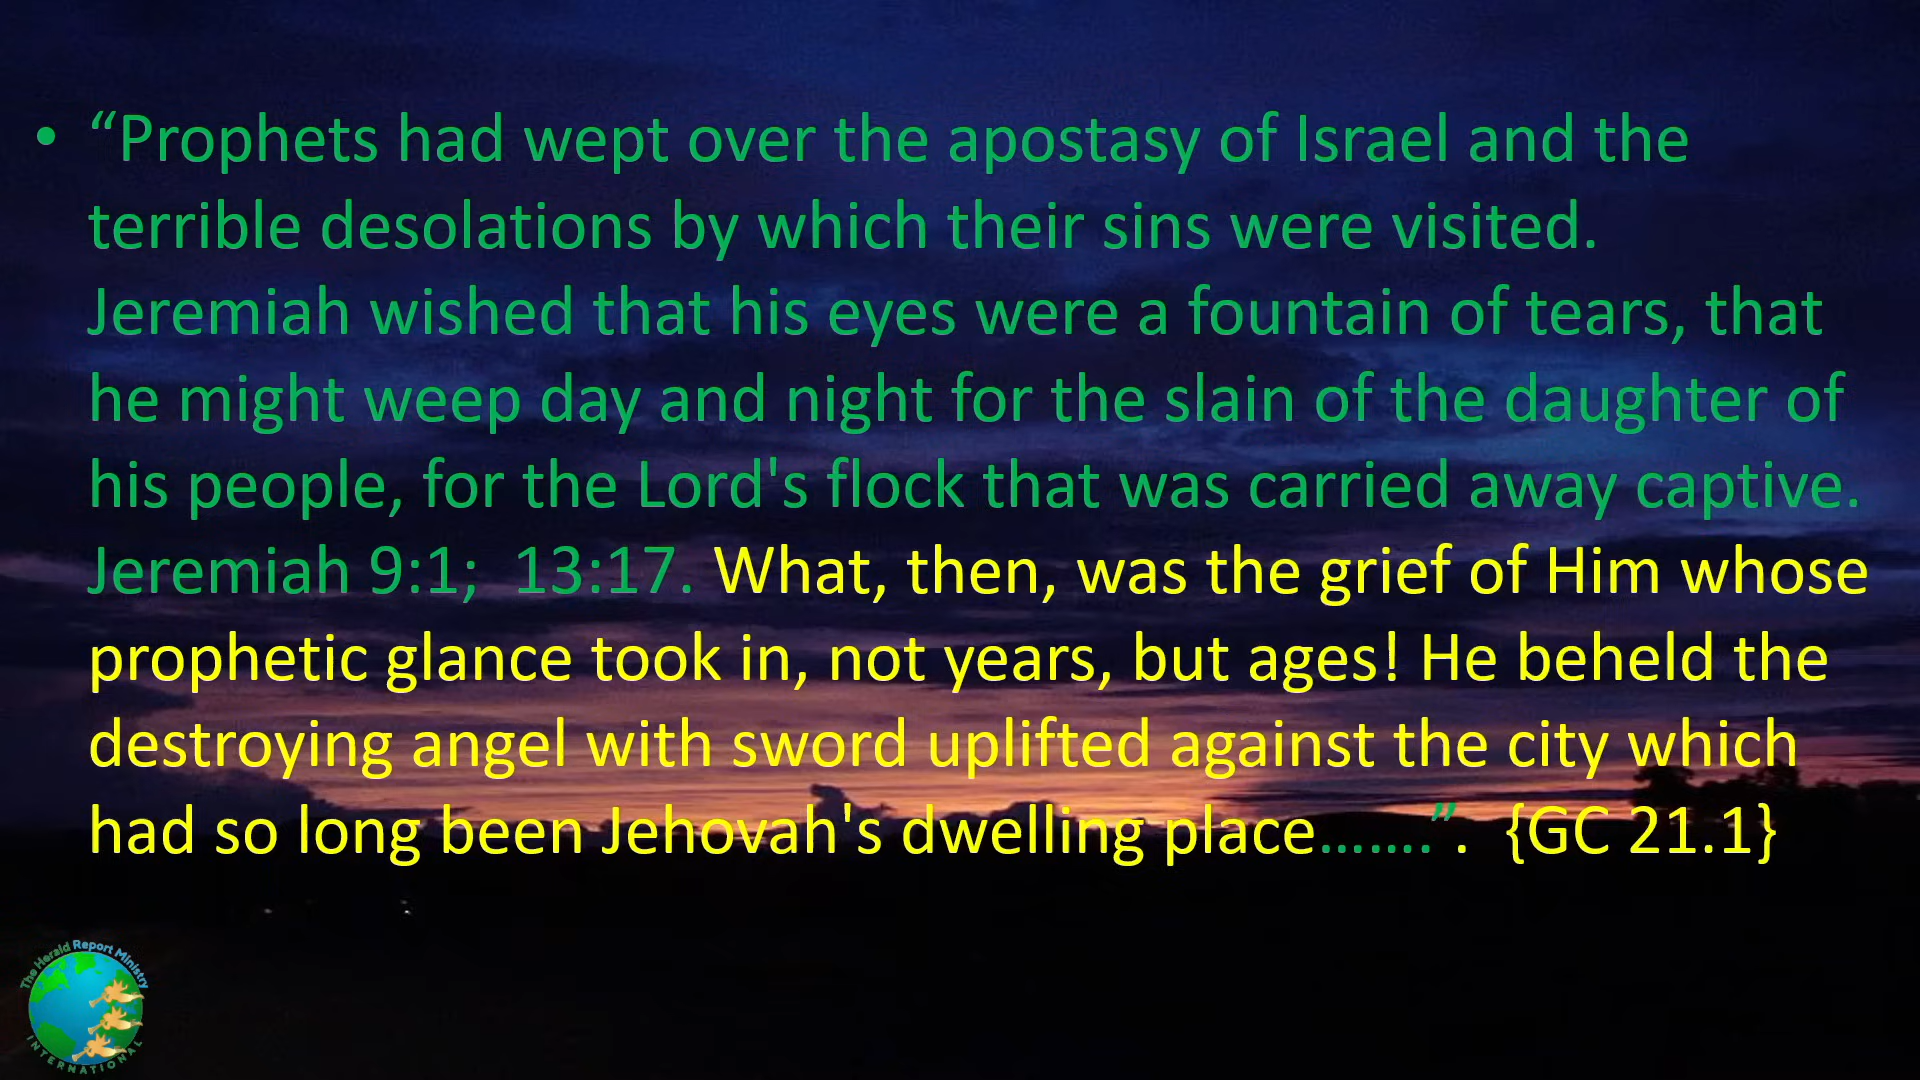 • “Prophets had wept over the apostasy of Israel and the
terrible desolations by which their sins were visited.
Jeremiah wished that his eyes were a fountain of tears, that
he might weep day and night for the slain of the daughter of
his people, for the Lord's flock that was carried away captive.
Jeremiah 9:1;  13:17. What, then, was the grief of Him whose
prophetic glance took in, not years, but ages! He beheld the
destroying angel with sword uplifted against the city which
had so long been Jehovah's dwelling place…….”.  {GC 21.1}
The Herald Report Ministry
INTERNATIONAL